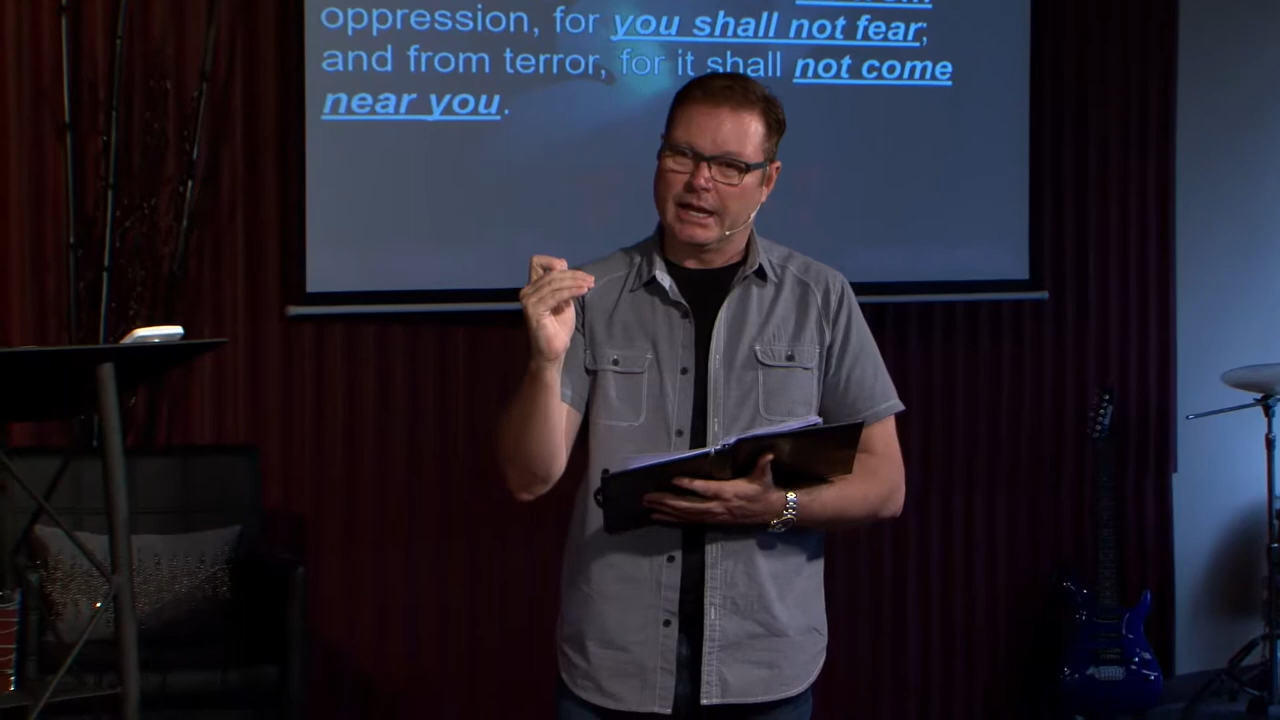 oppression, for you shall not fear;
and from terror, for it shall not come
near you.